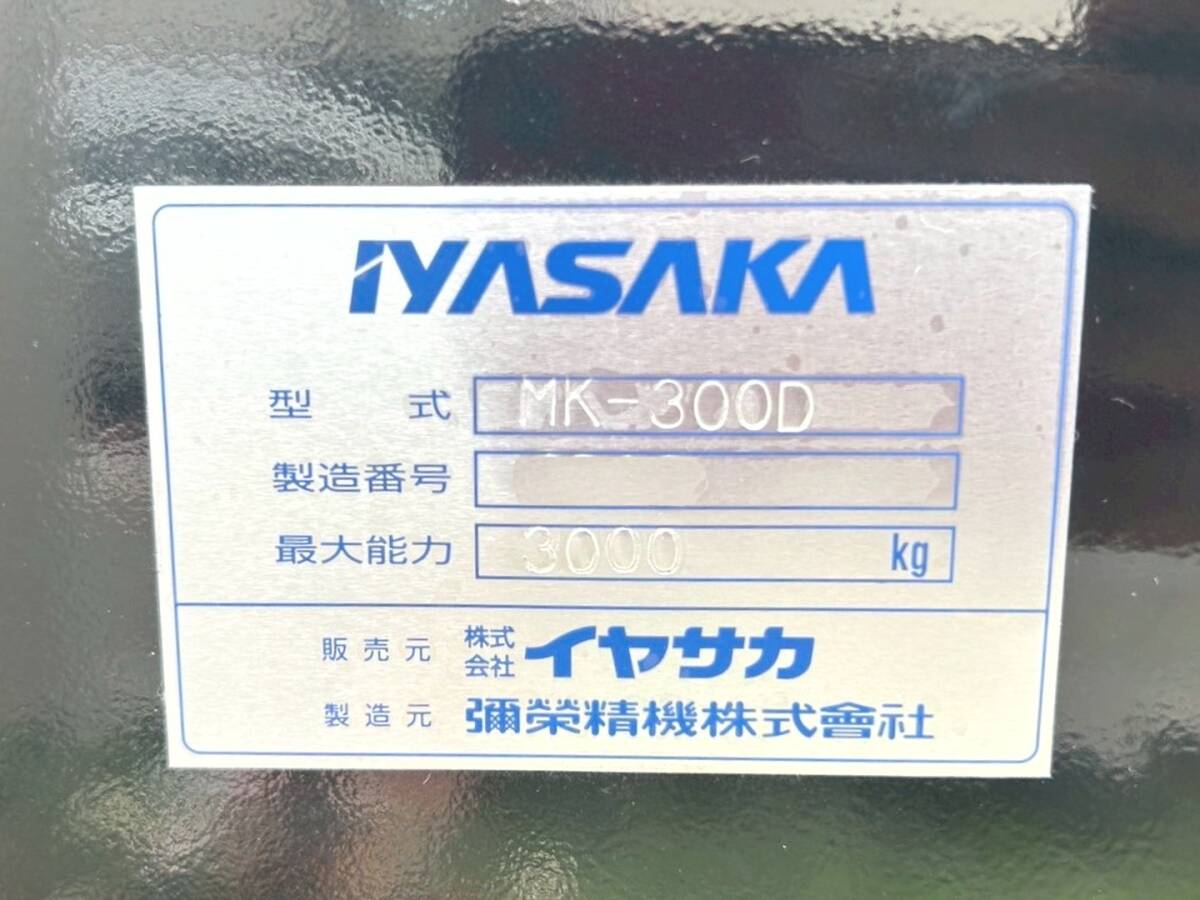 IYASAKA
型 式 MK-300D
製造番号
最大能力 3000 kg
販売元 株式会社 イヤサカ
製造元 彌榮精機株式會社